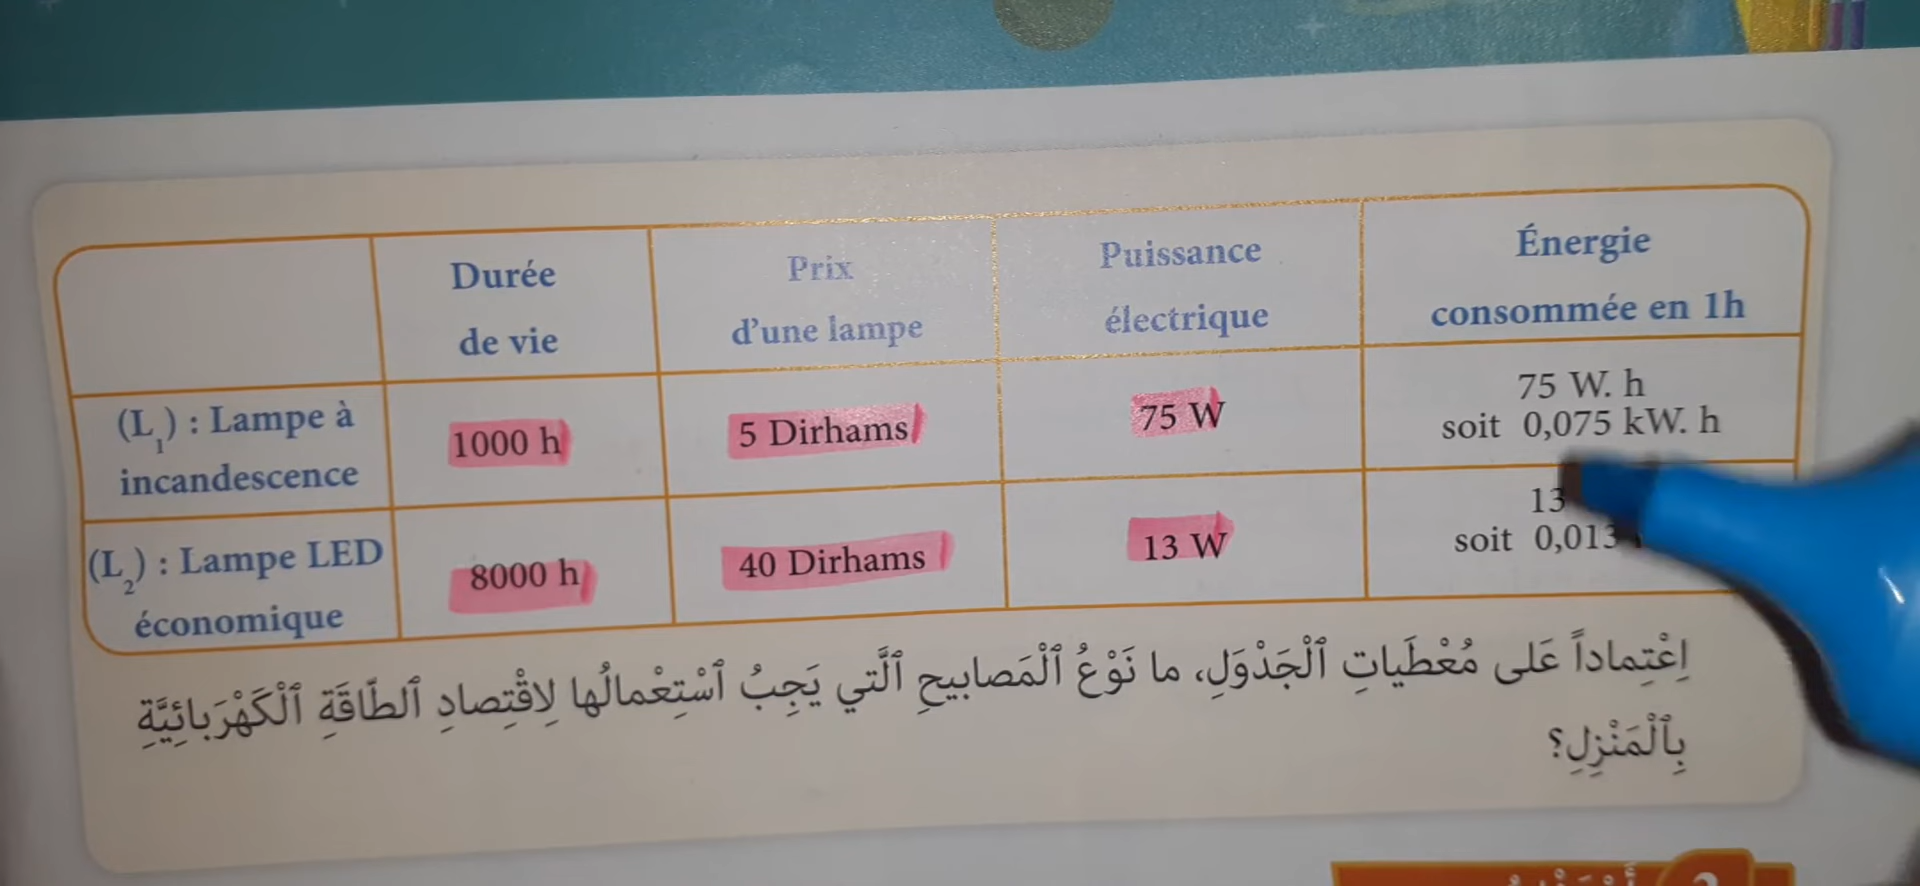 Durée
de vie
Prix
d'une lampe
Puissance
électrique
Énergie
consommée en 1h
(L₁) : Lampe à
incandescence
1000 h
5 Dirhams
75 W
75 W. h
soit 0,075 kW. h
(L₂) : Lampe LED
économique
8000 h
40 Dirhams
13 W
13
soit 0,013
اِعْتِماداً عَلى مُعْطَياتِ ٱلْجَدْوَلِ، ما نَوْعُ ٱلْمَصابيحِ ٱلَّتي يَجِبُ ٱسْتِعْمالُها لِاقْتِصادِ ٱلطّاقَةِ ٱلْكَهْرَبائِيَّةِ
بِٱلْمَنْزِلِ؟